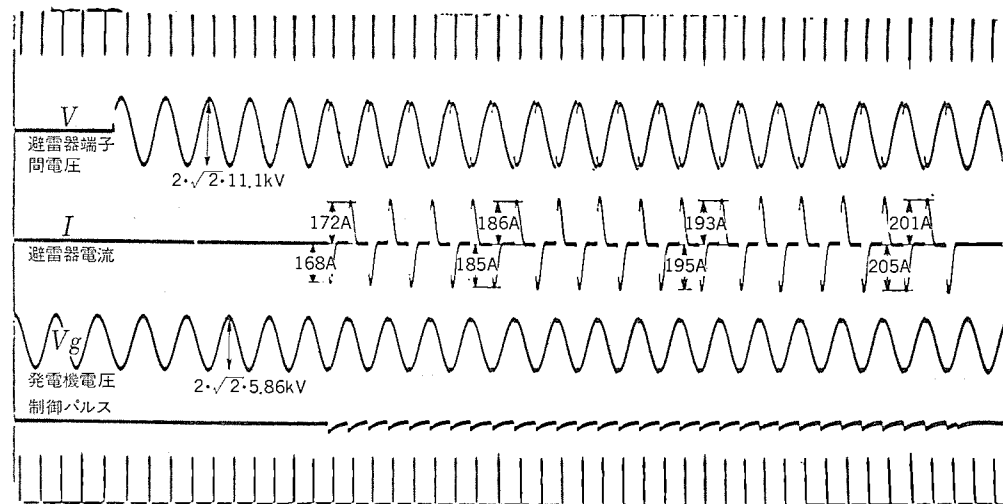 V
避雷器端子
間電圧
2·√2·11.1kV
I
避雷器電流
172A
186A
193A
201A
168A
185A
195A
205A
Vg
発電機電圧
2·√2·5.86kV
制御パルス